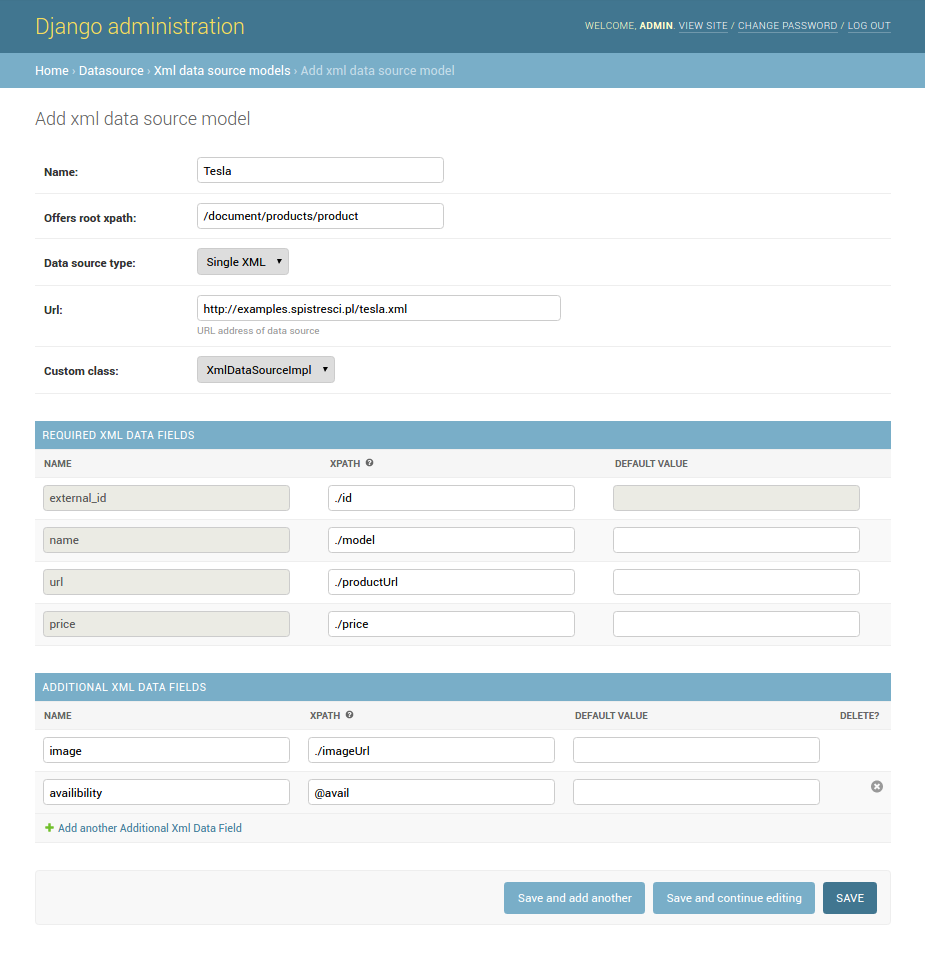 Django administration
WELCOME, ADMIN. VIEW SITE / CHANGE PASSWORD / LOG OUT
Home › Datasource › Xml data source models › Add xml data source model
Add xml data source model
Name: Tesla
Offers root xpath: /document/products/product
Data source type: Single XML
Url: http://examples.spistresci.pl/tesla.xml
URL address of data source
Custom class: XmlDataSourceImpl
REQUIRED XML DATA FIELDS
NAME XPATH DEFAULT VALUE
external_id ./id
name ./model
url ./productUrl
price ./price
ADDITIONAL XML DATA FIELDS
NAME XPATH DEFAULT VALUE DELETE?
image ./imageUrl
availibility @avail
Add another Additional Xml Data Field
Save and add another Save and continue editing SAVE